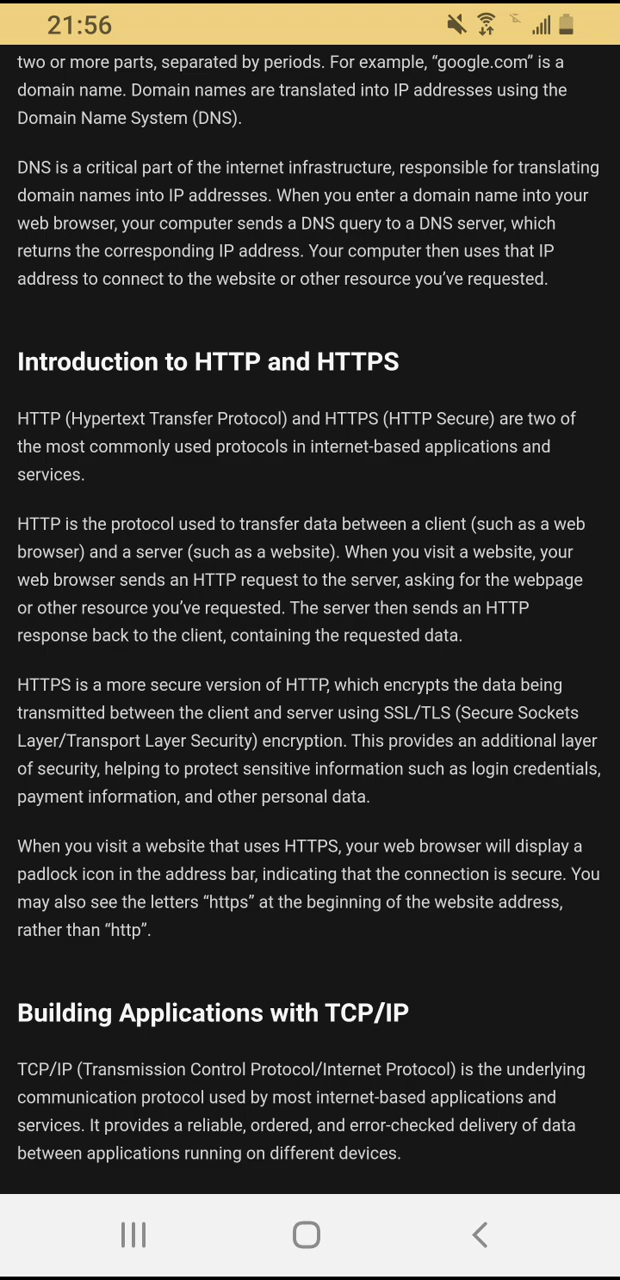 21:56
two or more parts, separated by periods. For example, “google.com” is a
domain name. Domain names are translated into IP addresses using the
Domain Name System (DNS).
DNS is a critical part of the internet infrastructure, responsible for translating
domain names into IP addresses. When you enter a domain name into your
web browser, your computer sends a DNS query to a DNS server, which
returns the corresponding IP address. Your computer then uses that IP
address to connect to the website or other resource you’ve requested.
Introduction to HTTP and HTTPS
HTTP (Hypertext Transfer Protocol) and HTTPS (HTTP Secure) are two of
the most commonly used protocols in internet-based applications and
services.
HTTP is the protocol used to transfer data between a client (such as a web
browser) and a server (such as a website). When you visit a website, your
web browser sends an HTTP request to the server, asking for the webpage
or other resource you’ve requested. The server then sends an HTTP
response back to the client, containing the requested data.
HTTPS is a more secure version of HTTP, which encrypts the data being
transmitted between the client and server using SSL/TLS (Secure Sockets
Layer/Transport Layer Security) encryption. This provides an additional layer
of security, helping to protect sensitive information such as login credentials,
payment information, and other personal data.
When you visit a website that uses HTTPS, your web browser will display a
padlock icon in the address bar, indicating that the connection is secure. You
may also see the letters “https” at the beginning of the website address,
rather than “http”.
Building Applications with TCP/IP
TCP/IP (Transmission Control Protocol/Internet Protocol) is the underlying
communication protocol used by most internet-based applications and
services. It provides a reliable, ordered, and error-checked delivery of data
between applications running on different devices.